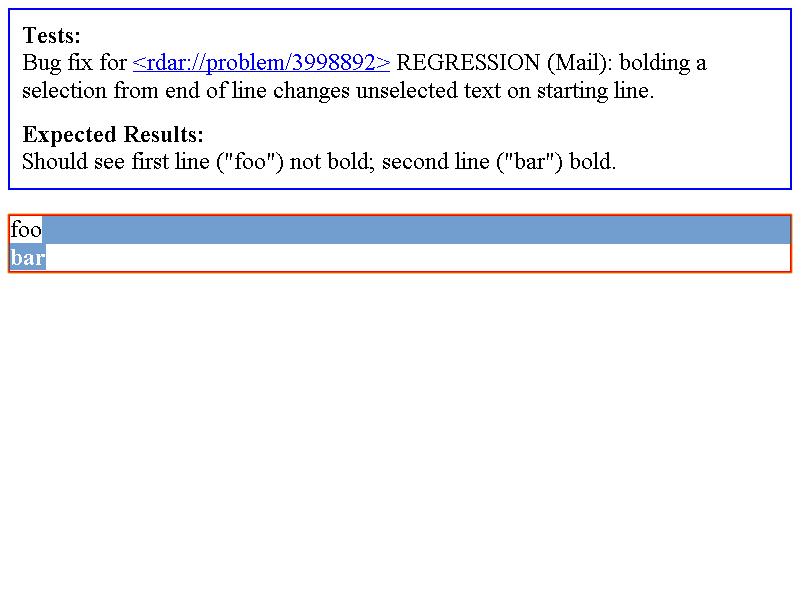 Tests:
Bug fix for <rdar://problem/3998892> REGRESSION (Mail): bolding a
selection from end of line changes unselected text on starting line.
Expected Results:
Should see first line ("foo") not bold; second line ("bar") bold.
foo
bar